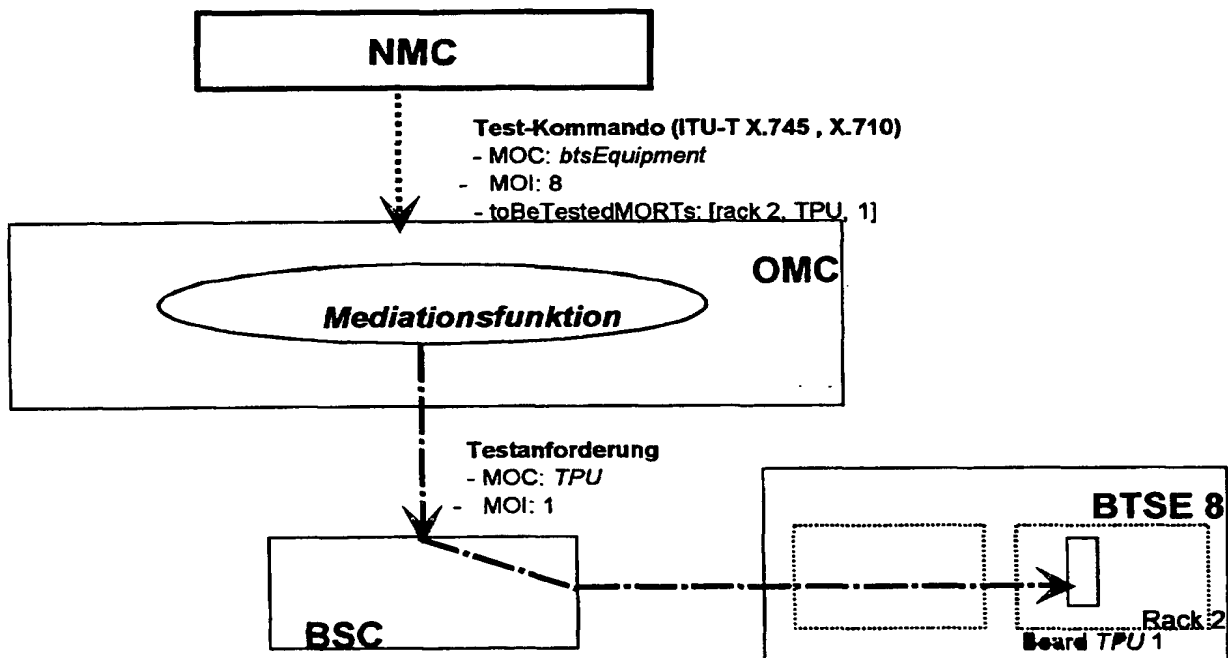 NMC
Test-Kommando (ITU-T X.745 , X.710)
- MOC: btsEquipment
- MOI: 8
- toBeTestedMORTs: [rack 2, TPU, 1]
OMC
Mediationsfunktion
Testanforderung
- MOC: TPU
- MOI: 1
BTSE 8
Rack 2
Board TPU 1
BSC